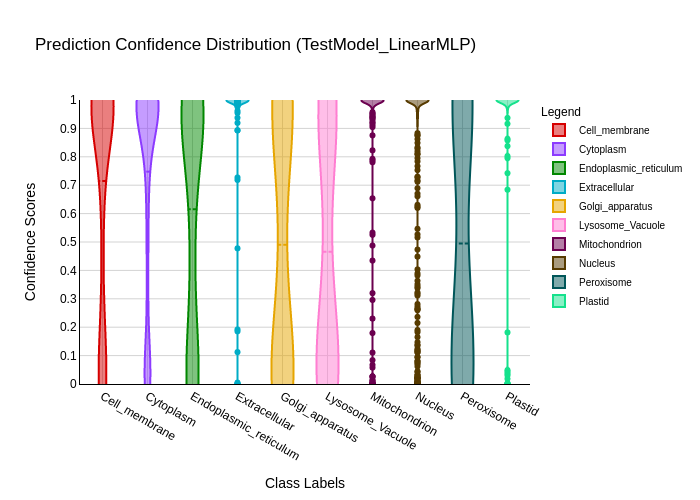 Prediction Confidence Distribution (TestModel_LinearMLP)
Legend
Cell_membrane
Cytoplasm
Endoplasmic_reticulum
Extracellular
Golgi_apparatus
Lysosome_Vacuole
Mitochondrion
Nucleus
Peroxisome
Plastid
Confidence Scores
1
0.9
0.8
0.7
0.6
0.5
0.4
0.3
0.2
0.1
0
Cell_membrane
Cytoplasm
Endoplasmic_reticulum
Extracellular
Golgi_apparatus
Lysosome_Vacuole
Mitochondrion
Nucleus
Peroxisome
Plastid
Class Labels